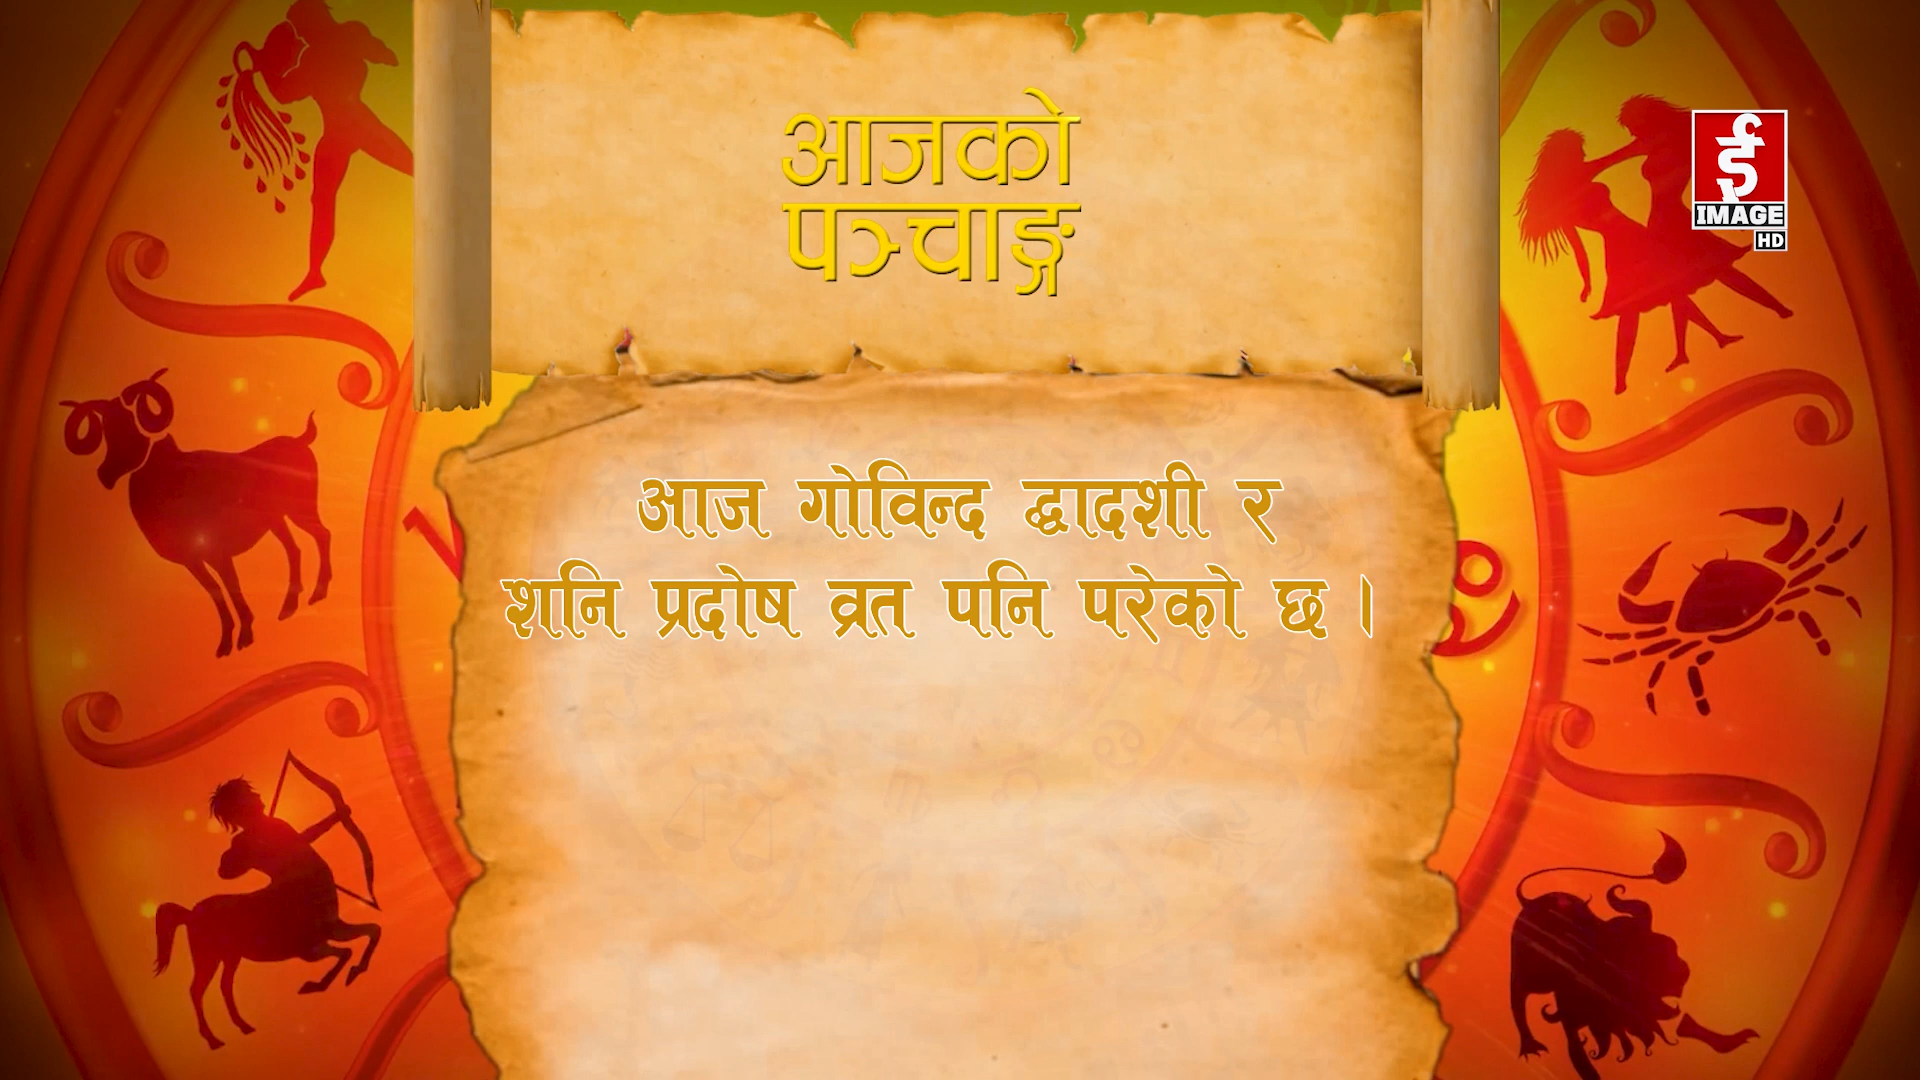 आजको
पञ्चाङ्ग
ई
IMAGE
HD
आज गोविन्द द्वादशी र
शनि प्रदोष व्रत पनि परेको छ ।